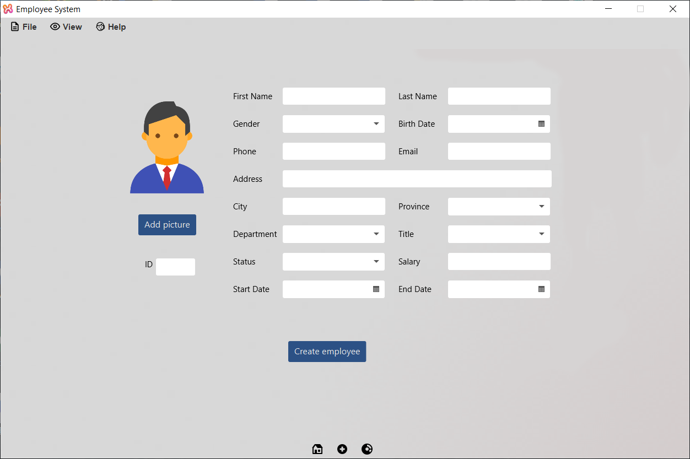 Employee System
File View Help
First Name Last Name
Gender Birth Date
Phone Email
Address
City Province
Add picture
Department Title
ID Status Salary
Start Date End Date
Create employee